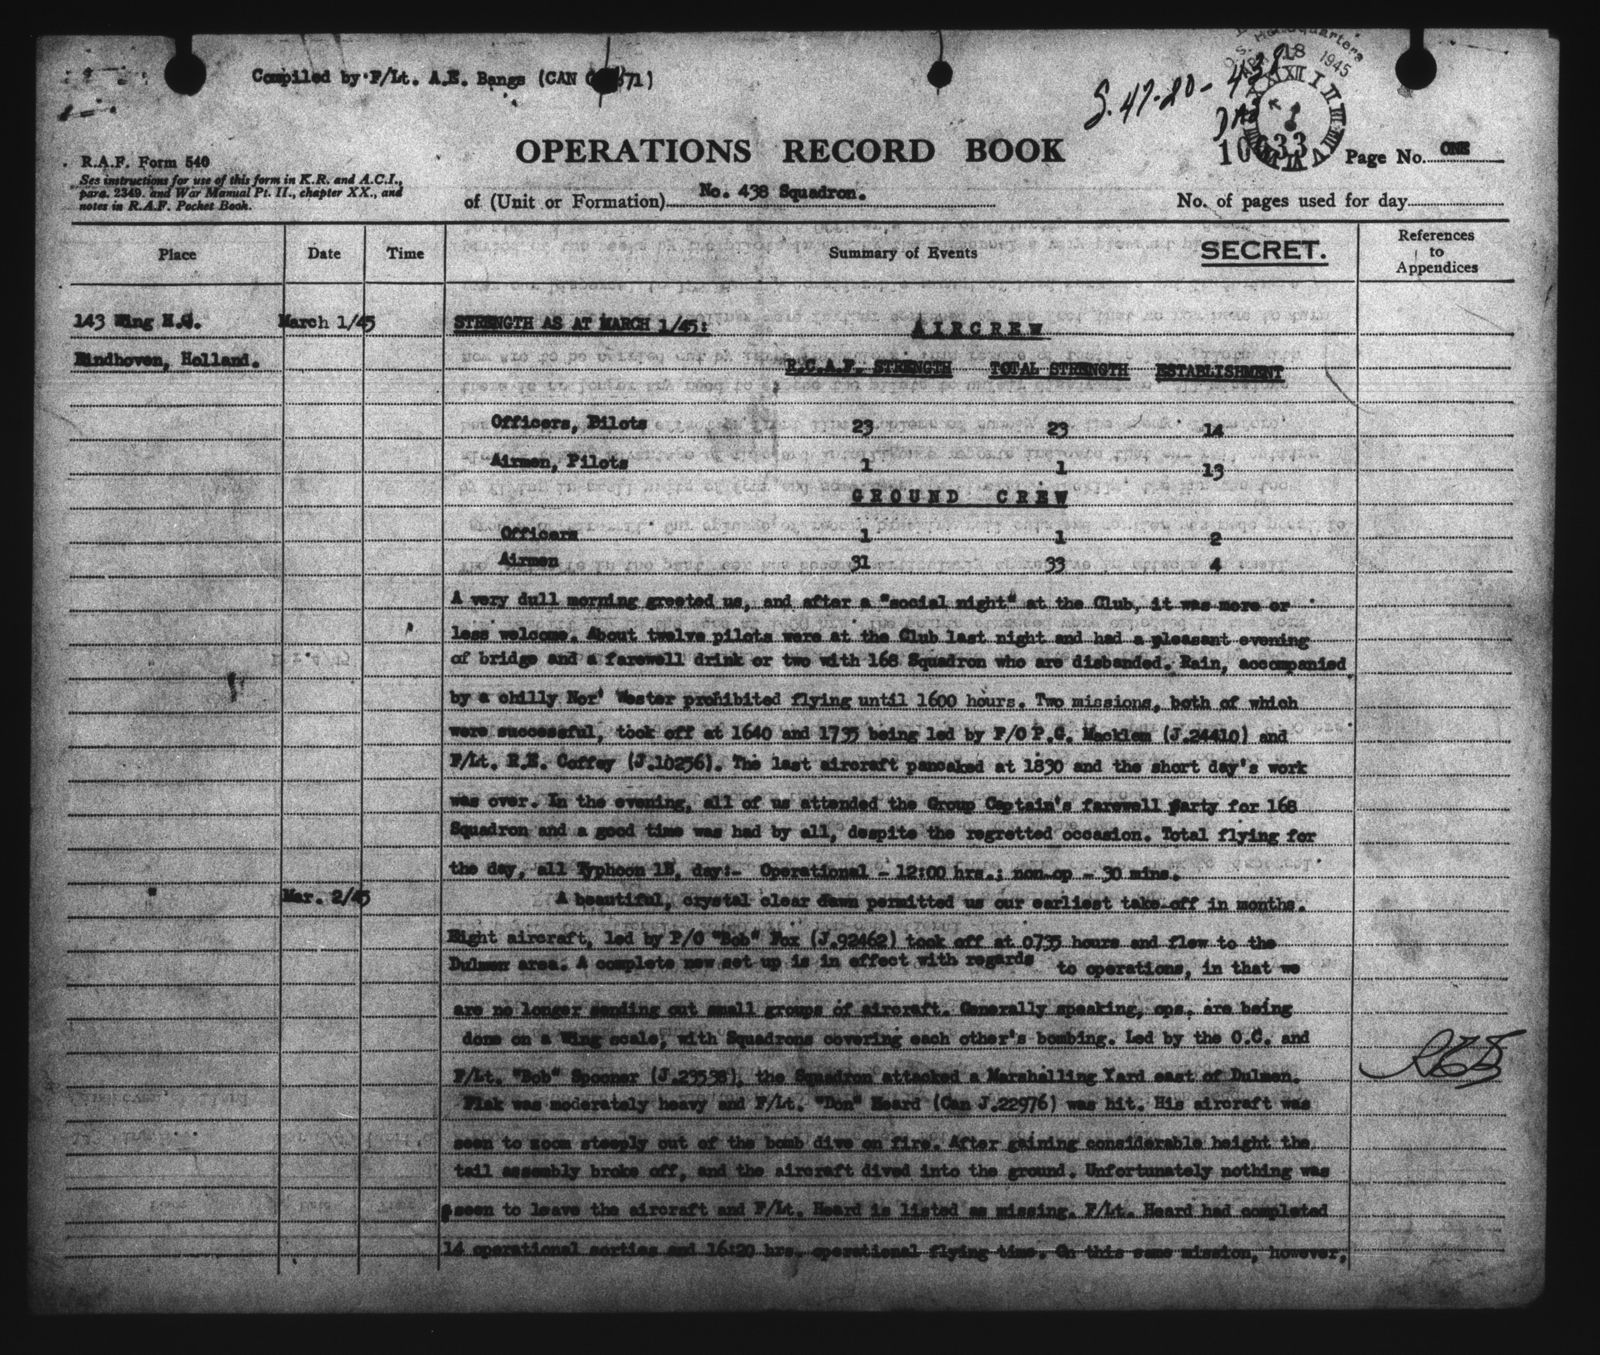 Compiled by F/Lt. A.E. Bangs (CAN 71)
S. 47-20-438
Headquarters
18 1945
10633
OPERATIONS RECORD BOOK
Page No. ONE
R.A.F. Form 540
See instructions for use of this form in K.R. and A.C.I.,
para. 2349, and War Manual Pt. II., chapter XX., and
notes in R.A.F. Pocket Book.
of (Unit or Formation) No. 438 Squadron.
No. of pages used for day
Place Date Time Summary of Events SECRET. References to Appendices
143 Wing H.Q. March 1/45 STRENGTH AS AT MARCH 1/45: AIRCREW
Eindhoven, Holland.
R.C.A.F. STRENGTH TOTAL STRENGTH ESTABLISHMENT
Officers, Pilots 23 23 14
Airmen, Pilots 1 1 13
GROUND CREW
Officers 1 1 2
Airmen 31 33 4
A very dull morning greeted us, and after a "social night" at the Club, it was more or
less welcome. About twelve pilots were at the Club last night and had a pleasant evening
of bridge and a farewell drink or two with 168 Squadron who are disbanded. Rain, accompanied
by a chilly Nor' Wester prohibited flying until 1600 hours. Two missions, both of which
were successful, took off at 1640 and 1735 being led by F/O P.G. Macklem (J.24410) and
F/Lt. R.E. Coffey (J.10256). The last aircraft pancaked at 1830 and the short day's work
was over. In the evening, all of us attended the Group Captain's farewell party for 168
Squadron and a good time was had by all, despite the regretted occasion. Total flying for
the day, all Typhoon 1B, day:- Operational - 12:00 hrs.: non-op - 30 mins.
" Mar. 2/45 A beautiful, crystal clear dawn permitted us our earliest take-off in months.
Eight aircraft, led by P/O "Bob" Fox (J.92462) took off at 0735 hours and flew to the
Dulmen area. A complete new set up is in effect with regards to operations, in that we
are no longer sending out small groups of aircraft. Generally speaking, ops. are being
done on a Wing scale, with Squadrons covering each other's bombing. Led by the O.C. and
F/Lt. "Bob" Spooner (J.23538), the Squadron attacked a Marshalling Yard east of Dulmen.
Flak was moderately heavy and F/Lt. "Don" Heard (Can J.22976) was hit. His aircraft was
seen to zoom steeply out of the bomb dive on fire. After gaining considerable height the
tail assembly broke off, and the aircraft dived into the ground. Unfortunately nothing was
seen to leave the aircraft and F/Lt. Heard is listed as missing. F/Lt. Heard had completed
14 operational sorties and 16:20 hrs. operational flying time. On this same mission, however,